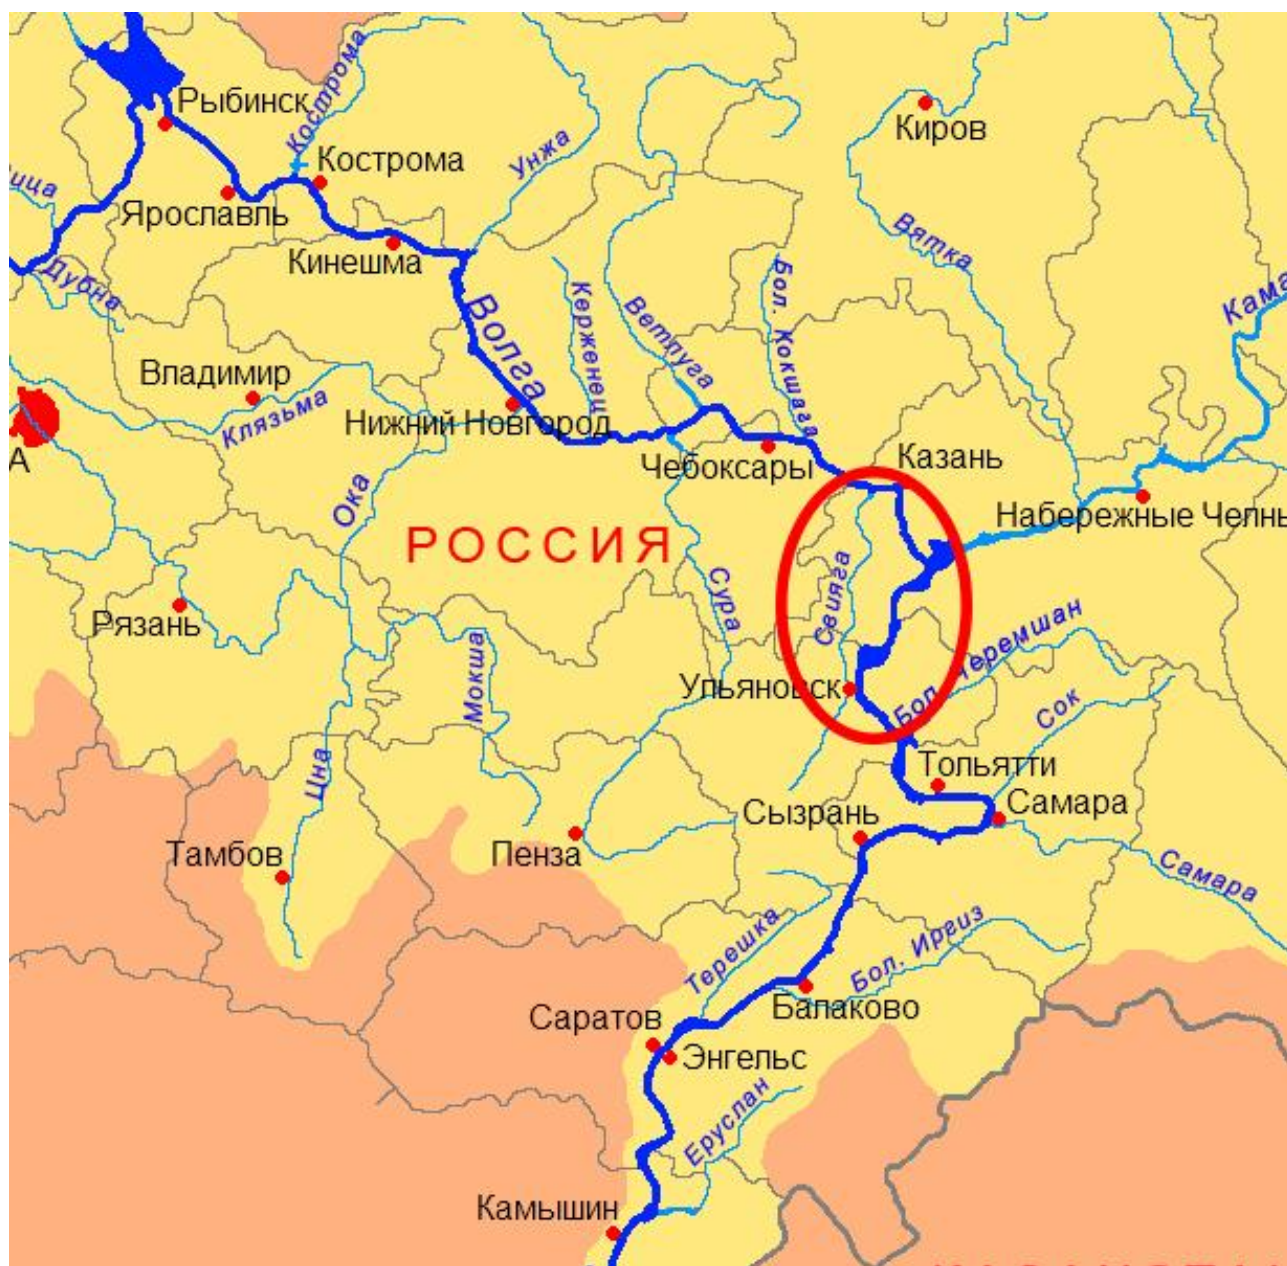 Рыбинск
Кострома
Киров
Кострома
Унжа
ица
Ярославль
Вятка
Кинешма
Дубна
Волга
Керженец
Ветлуга
Бол. Кокшага
Кама
Владимир
Клязьма
Нижний Новгород
А
Чебоксары
Казань
Ока
Набережные Челны
РОССИЯ
Свияга
Сура
Рязань
Мокша
Бол. Черемшан
Ульяновск
Сок
Цна
Тольятти
Сызрань
Самара
Тамбов
Пенза
Самара
Терешка
Бол. Иргиз
Балаково
Саратов
Энгельс
Еруслан
Камышин